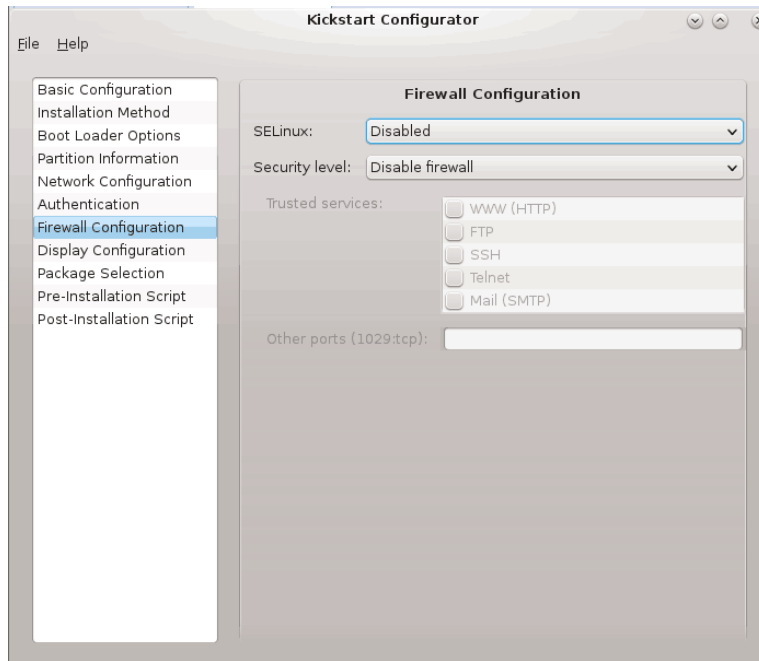 Kickstart Configurator
File Help
Basic Configuration
Installation Method
Boot Loader Options
Partition Information
Network Configuration
Authentication
Firewall Configuration
Display Configuration
Package Selection
Pre-Installation Script
Post-Installation Script
Firewall Configuration
SELinux: Disabled
Security level: Disable firewall
Trusted services:
WWW (HTTP)
FTP
SSH
Telnet
Mail (SMTP)
Other ports (1029:tcp):